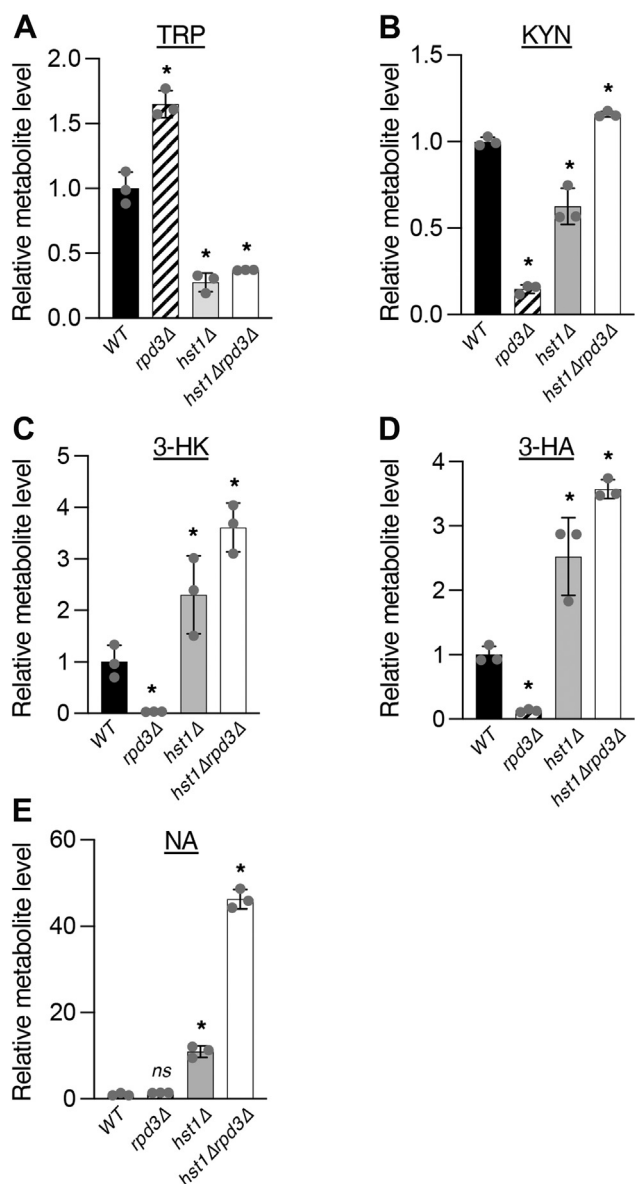 A
TRP
Relative metabolite level
2.0
1.5
1.0
0.5
0.0
*
*
*
WT
rpd3Δ
hst1Δ
hst1Δrpd3Δ
B
KYN
Relative metabolite level
1.5
1.0
0.5
0.0
*
*
*
WT
rpd3Δ
hst1Δ
hst1Δrpd3Δ
C
3-HK
Relative metabolite level
5
4
3
2
1
0
*
*
*
WT
rpd3Δ
hst1Δ
hst1Δrpd3Δ
D
3-HA
Relative metabolite level
4
3
2
1
0
*
*
*
WT
rpd3Δ
hst1Δ
hst1Δrpd3Δ
E
NA
Relative metabolite level
60
40
20
0
ns
*
*
WT
rpd3Δ
hst1Δ
hst1Δrpd3Δ